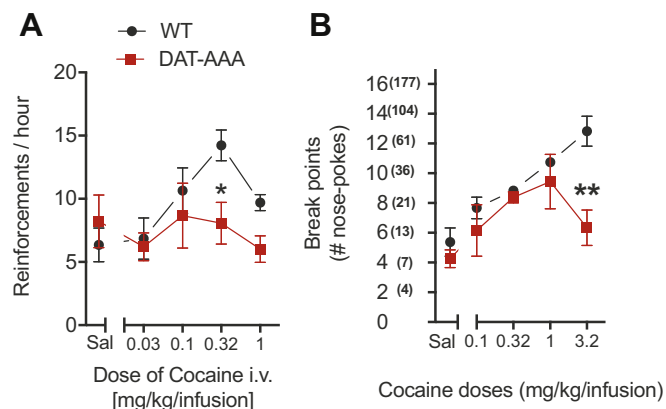 A
WT
DAT-AAA
Reinforcements / hour
20
15
10
5
0
*
Sal
0.03
0.1
0.32
1
Dose of Cocaine i.v.
[mg/kg/infusion]
B
Break points
(# nose-pokes)
16 (177)
14 (104)
12 (61)
10 (36)
8 (21)
6 (13)
4 (7)
2 (4)
0
**
Sal
0.1
0.32
1
3.2
Cocaine doses (mg/kg/infusion)